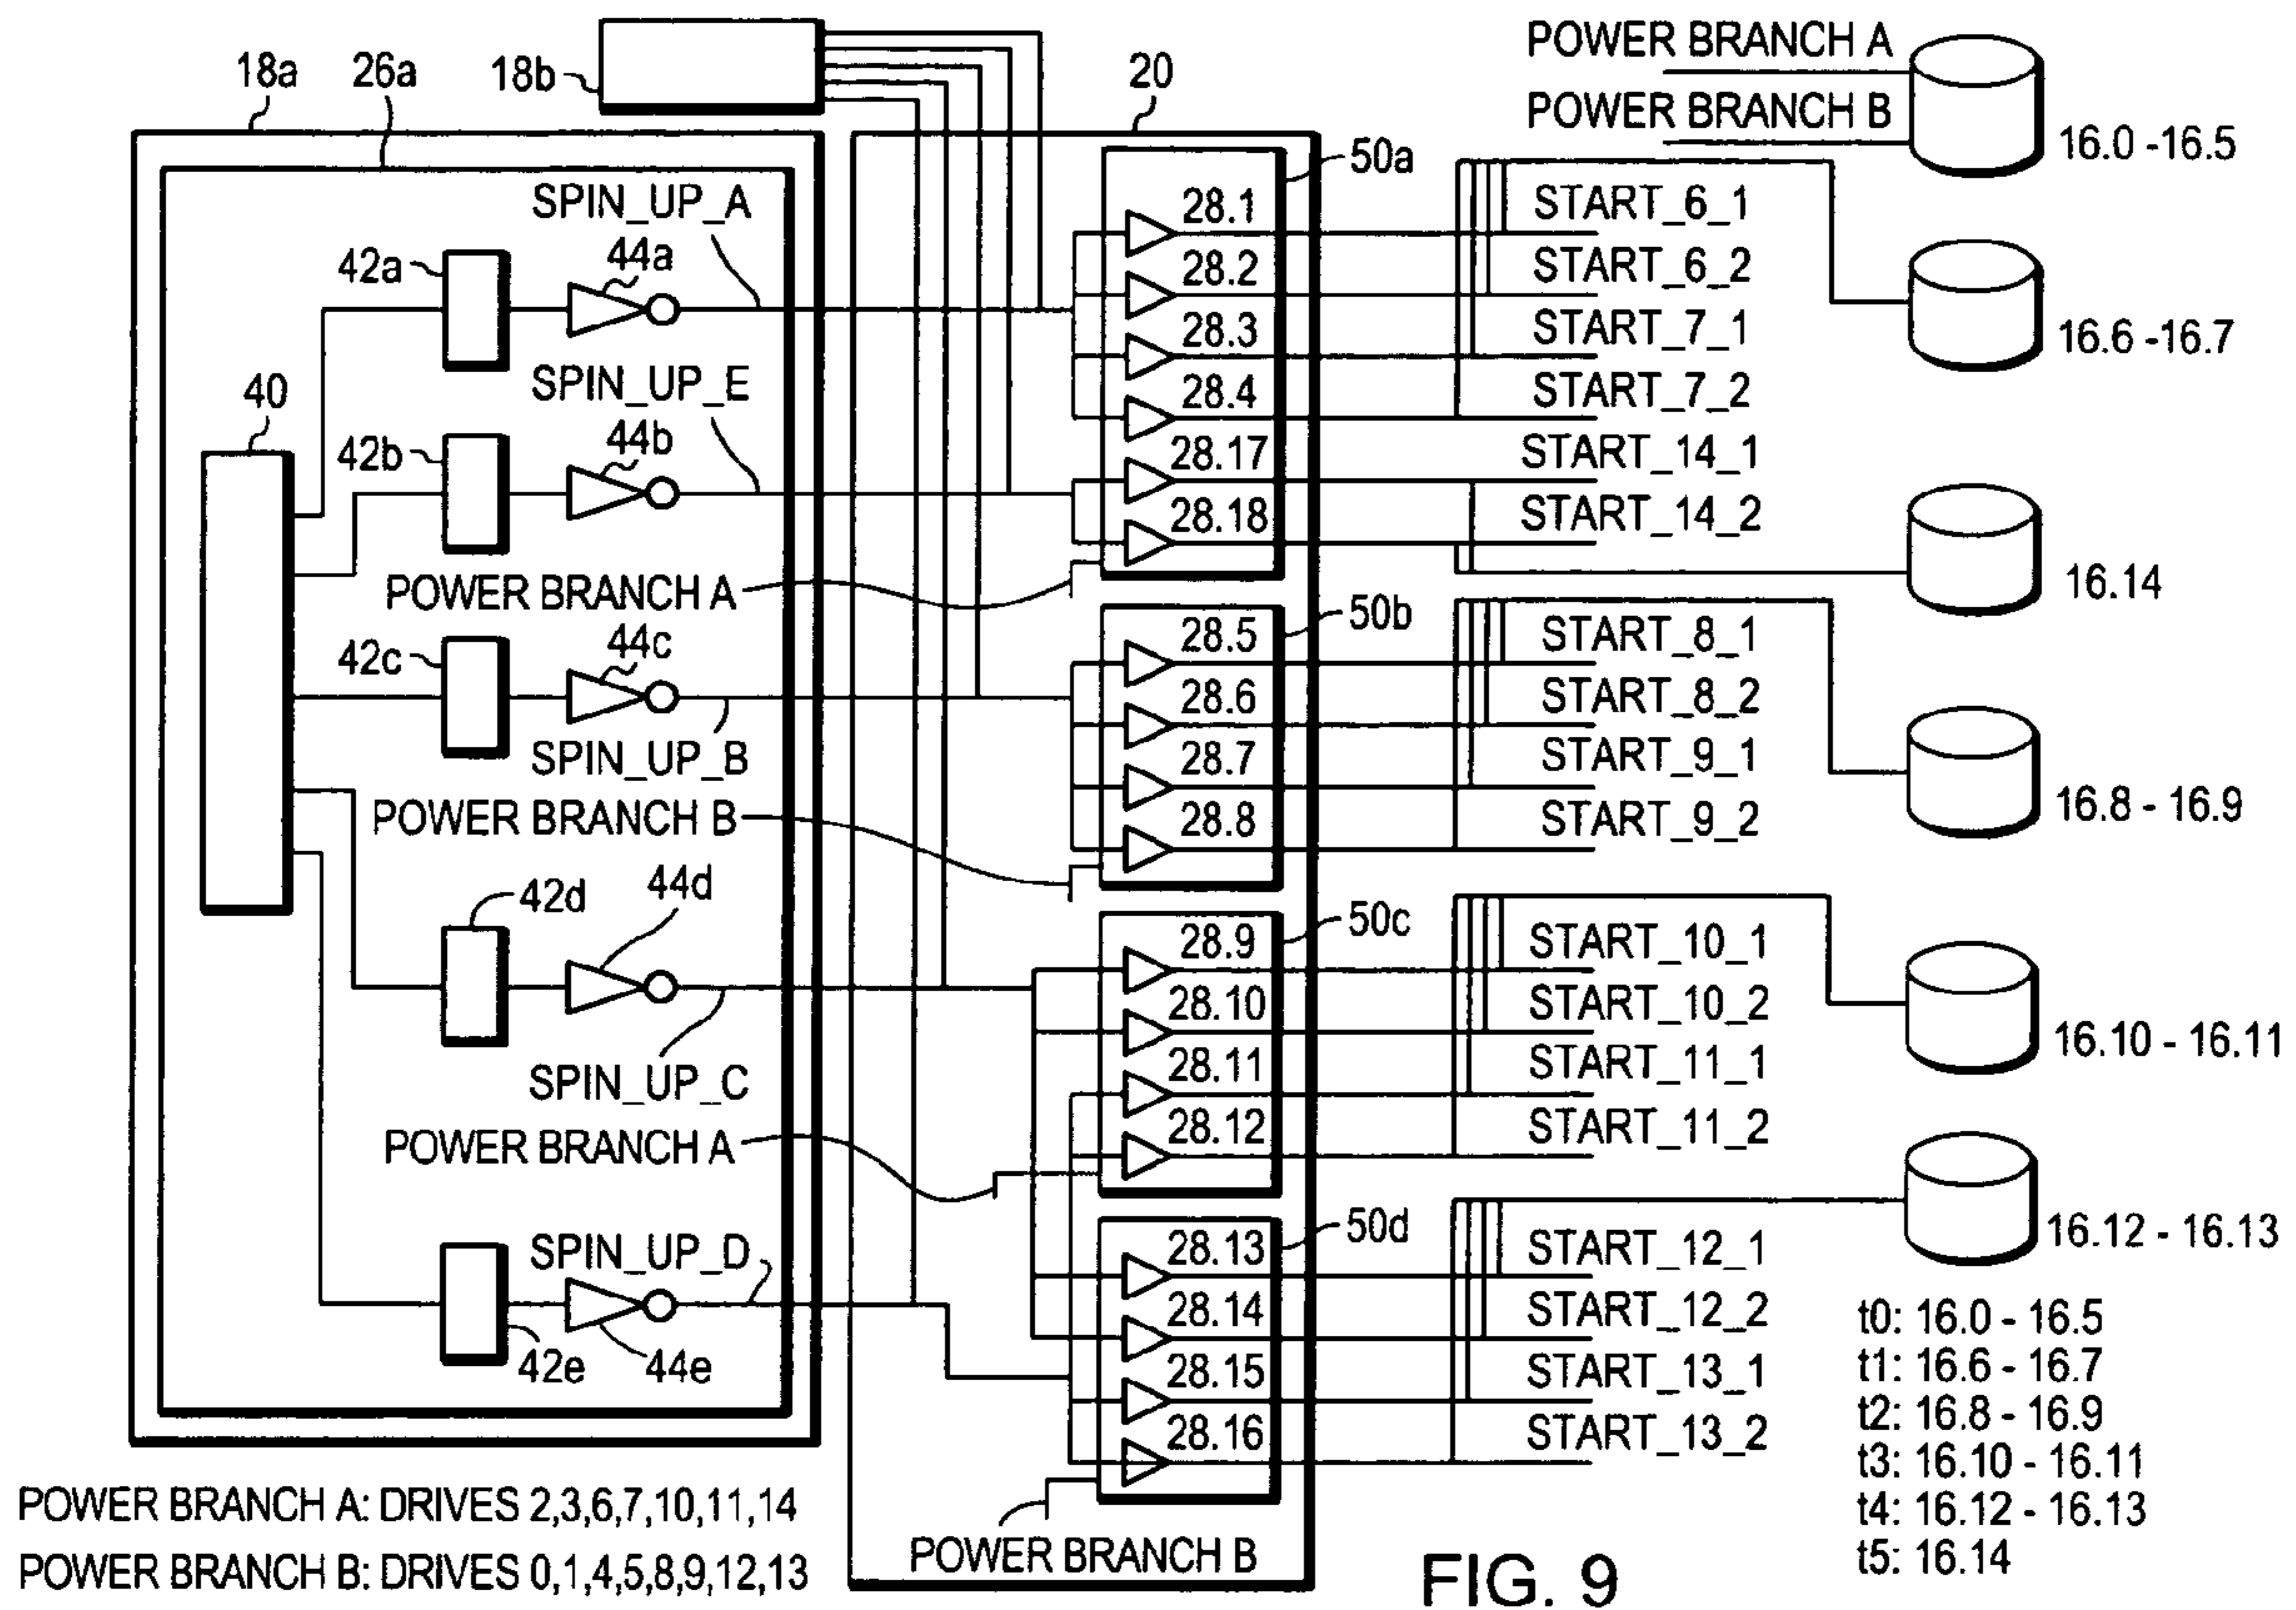 18a
26a
18b
20
POWER BRANCH A
POWER BRANCH B
16.0 -16.5
50a
SPIN_UP_A
28.1
START_6_1
42a
44a
28.2
START_6_2
28.3
START_7_1
16.6 -16.7
40
SPIN_UP_E
28.4
START_7_2
42b
44b
28.17
START_14_1
28.18
START_14_2
POWER BRANCH A
16.14
50b
42c
44c
28.5
START_8_1
28.6
START_8_2
SPIN_UP_B
28.7
START_9_1
POWER BRANCH B
28.8
START_9_2
16.8 - 16.9
42d
44d
50c
28.9
START_10_1
28.10
START_10_2
16.10 - 16.11
SPIN_UP_C
28.11
START_11_1
POWER BRANCH A
28.12
START_11_2
50d
SPIN_UP_D
28.13
START_12_1
16.12 - 16.13
28.14
START_12_2
42e
44e
28.15
START_13_1
28.16
START_13_2
t0: 16.0 - 16.5
t1: 16.6 - 16.7
t2: 16.8 - 16.9
t3: 16.10 - 16.11
t4: 16.12 - 16.13
t5: 16.14
POWER BRANCH A: DRIVES 2,3,6,7,10,11,14
POWER BRANCH B: DRIVES 0,1,4,5,8,9,12,13
POWER BRANCH B
FIG. 9